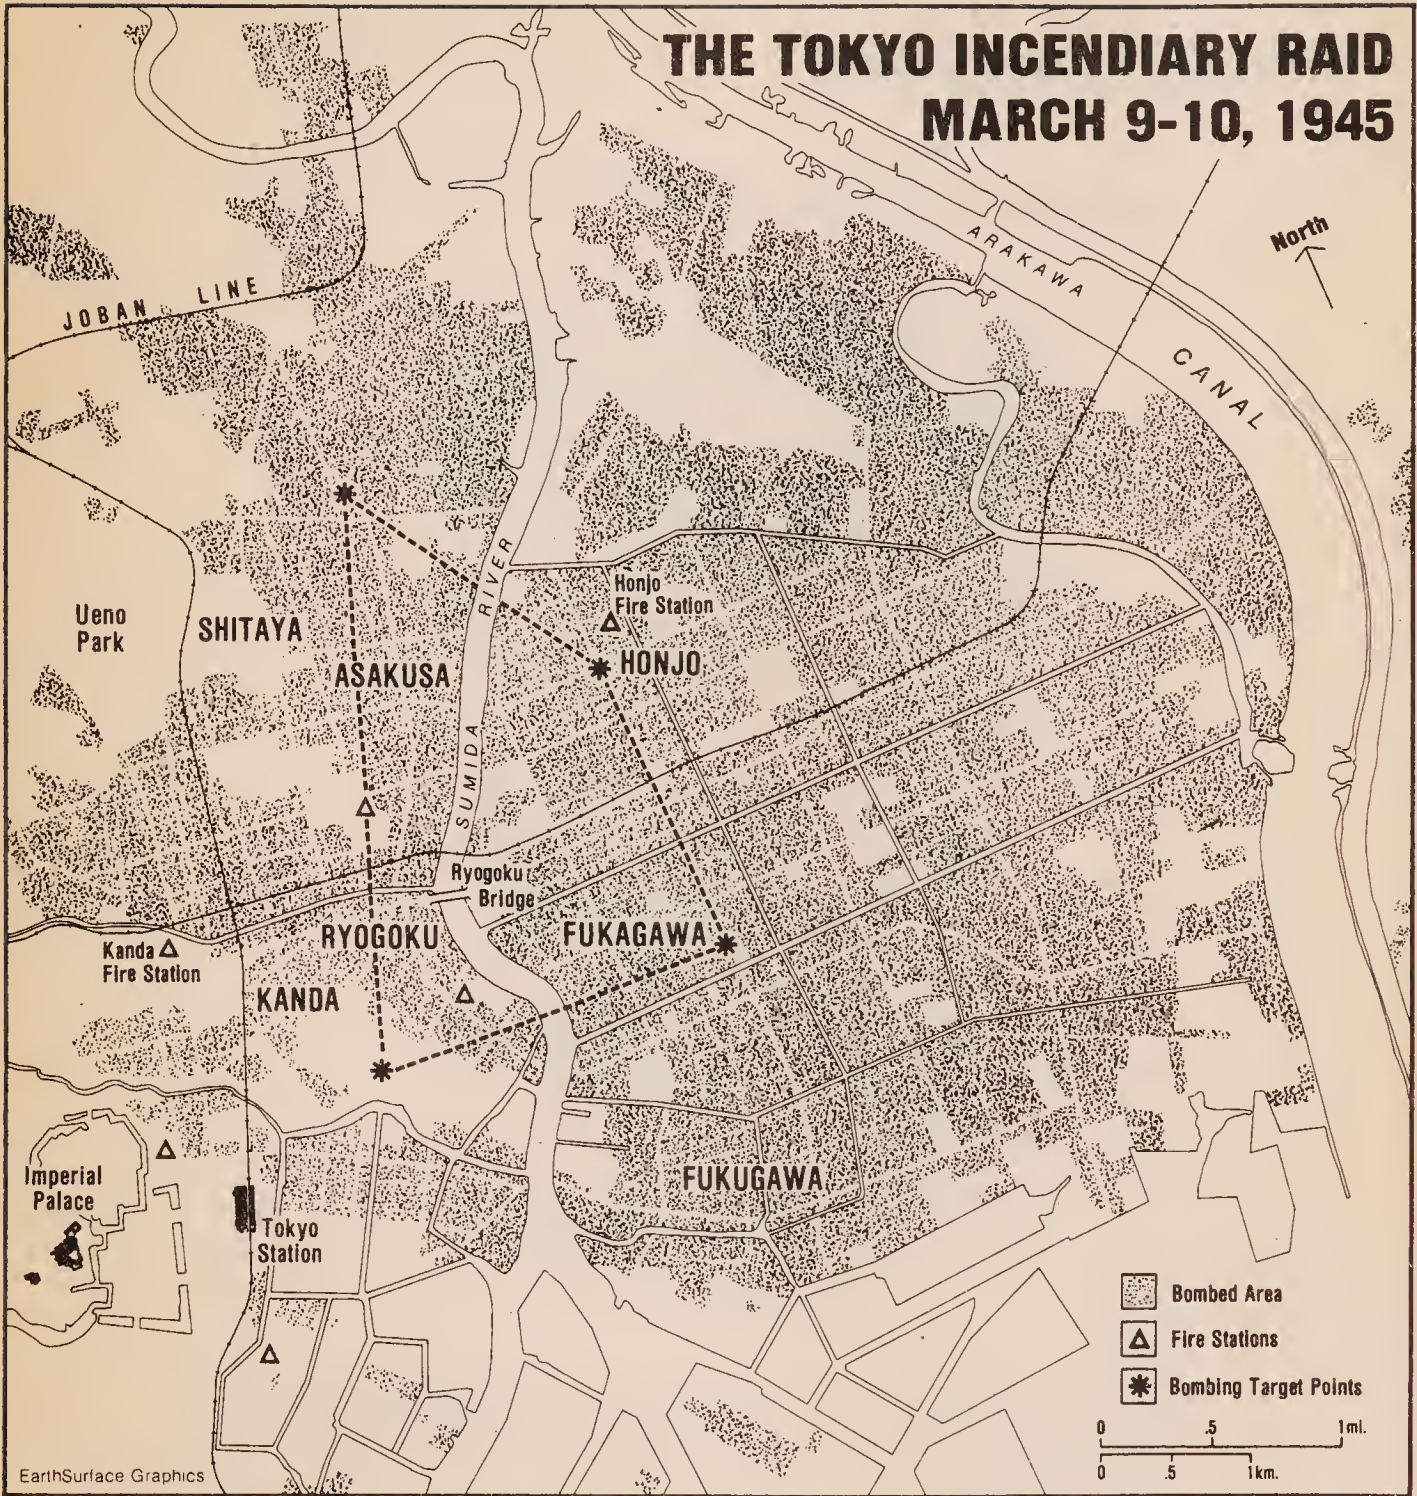 THE TOKYO INCENDIARY RAID
MARCH 9-10, 1945
North
ARAKAWA
CANAL
JOBAN LINE
Honjo
Fire Station
Ueno
Park
SHITAYA
ASAKUSA
HONJO
SUMIDA RIVER
Ryogoku
Bridge
RYOGOKU
FUKAGAWA
Kanda
Fire Station
KANDA
Imperial
Palace
Tokyo
Station
FUKUGAWA
Bombed Area
Fire Stations
Bombing Target Points
0 .5 1mi.
0 .5 1km.
EarthSurface Graphics